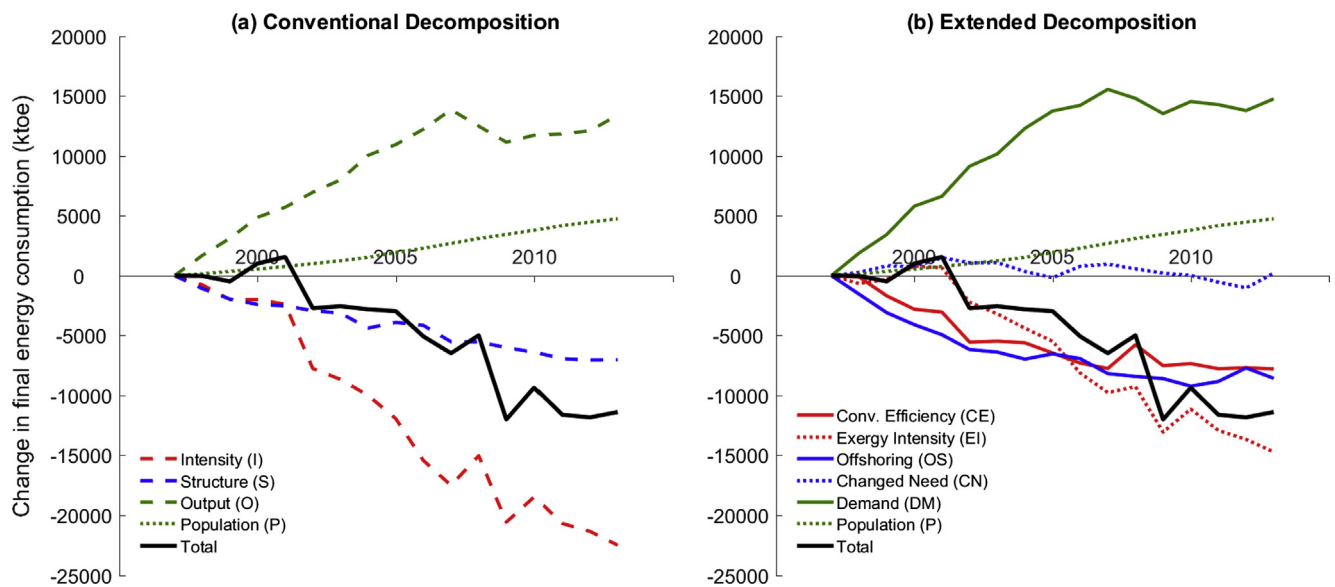 (a) Conventional Decomposition
Change in final energy consumption (ktoe)
20000
15000
10000
5000
0
-5000
-10000
-15000
-20000
-25000
2000
2005
2010
Intensity (I)
Structure (S)
Output (O)
Population (P)
Total
(b) Extended Decomposition
20000
15000
10000
5000
0
-5000
-10000
-15000
-20000
-25000
2000
2005
2010
Conv. Efficiency (CE)
Exergy Intensity (EI)
Offshoring (OS)
Changed Need (CN)
Demand (DM)
Population (P)
Total